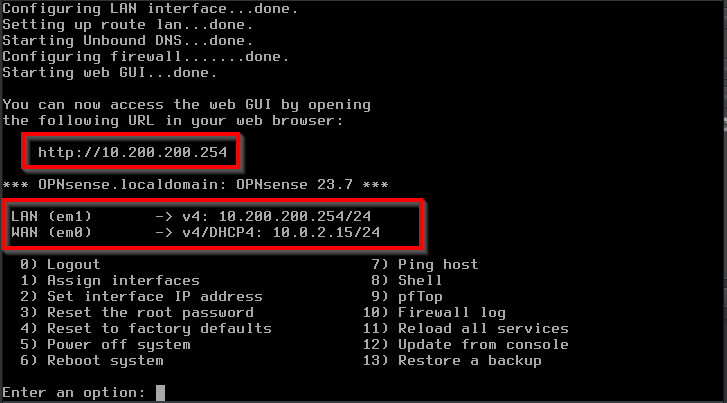 Configuring LAN interface...done.
Setting up route lan...done.
Starting Unbound DNS...done.
Configuring firewall.......done.
Starting web GUI...done.
You can now access the web GUI by opening
the following URL in your web browser:
http://10.200.200.254
*** OPNsense.localdomain: OPNsense 23.7 ***
LAN (em1)       -> v4: 10.200.200.254/24
WAN (em0)       -> v4/DHCP4: 10.0.2.15/24
0) Logout                              7) Ping host
1) Assign interfaces                   8) Shell
2) Set interface IP address            9) pfTop
3) Reset the root password            10) Firewall log
4) Reset to factory defaults          11) Reload all services
5) Power off system                   12) Update from console
6) Reboot system                      13) Restore a backup
Enter an option: